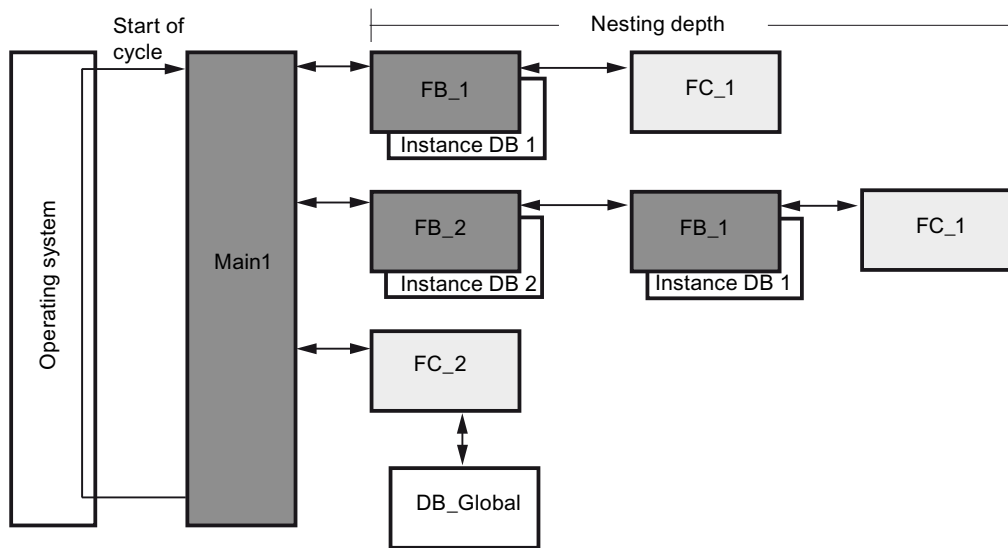 Nesting depth
Start of
cycle
Operating system
Main1
FB_1
Instance DB 1
FC_1
FB_2
Instance DB 2
FB_1
Instance DB 1
FC_1
FC_2
DB_Global